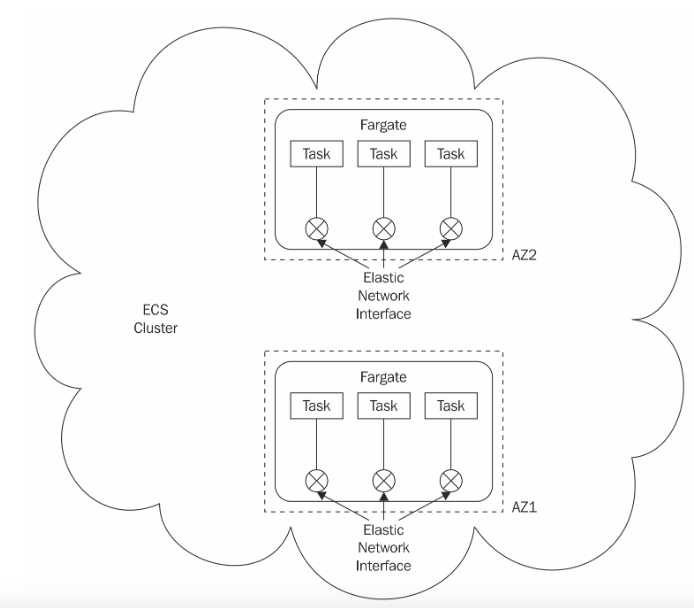 Fargate
Task Task Task
AZ2
Elastic
Network
Interface
ECS
Cluster
Fargate
Task Task Task
AZ1
Elastic
Network
Interface